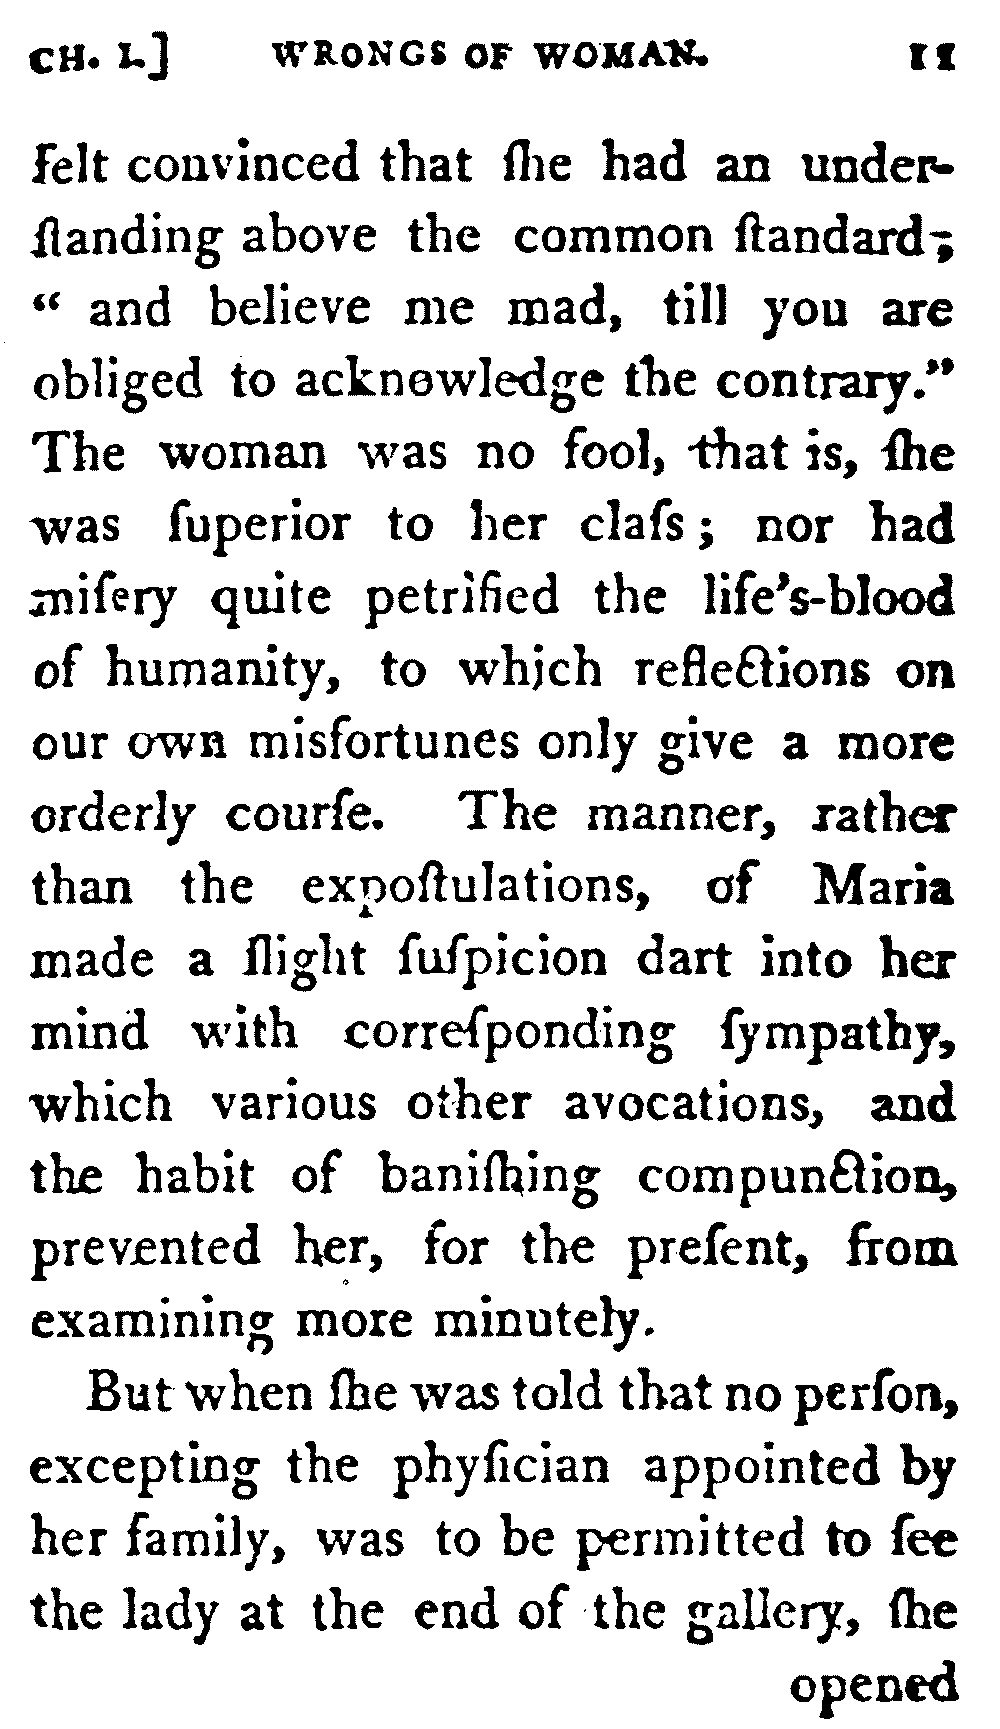 CH. I.] WRONGS OF WOMAN. 11
felt convinced that ſhe had an under-
ſtanding above the common ſtandard;
“ and believe me mad, till you are
obliged to acknowledge the contrary.”
The woman was no fool, that is, ſhe
was ſuperior to her claſs ; nor had
miſery quite petrified the life's-blood
of humanity, to which reflections on
our own misfortunes only give a more
orderly courſe. The manner, rather
than the expoſtulations, of Maria
made a ſlight ſuſpicion dart into her
mind with correſponding ſympathy,
which various other avocations, and
the habit of baniſhing compunction,
prevented her, for the preſent, from
examining more minutely.
But when ſhe was told that no perſon,
excepting the phyſician appointed by
her family, was to be permitted to ſee
the lady at the end of the gallery, ſhe
opened